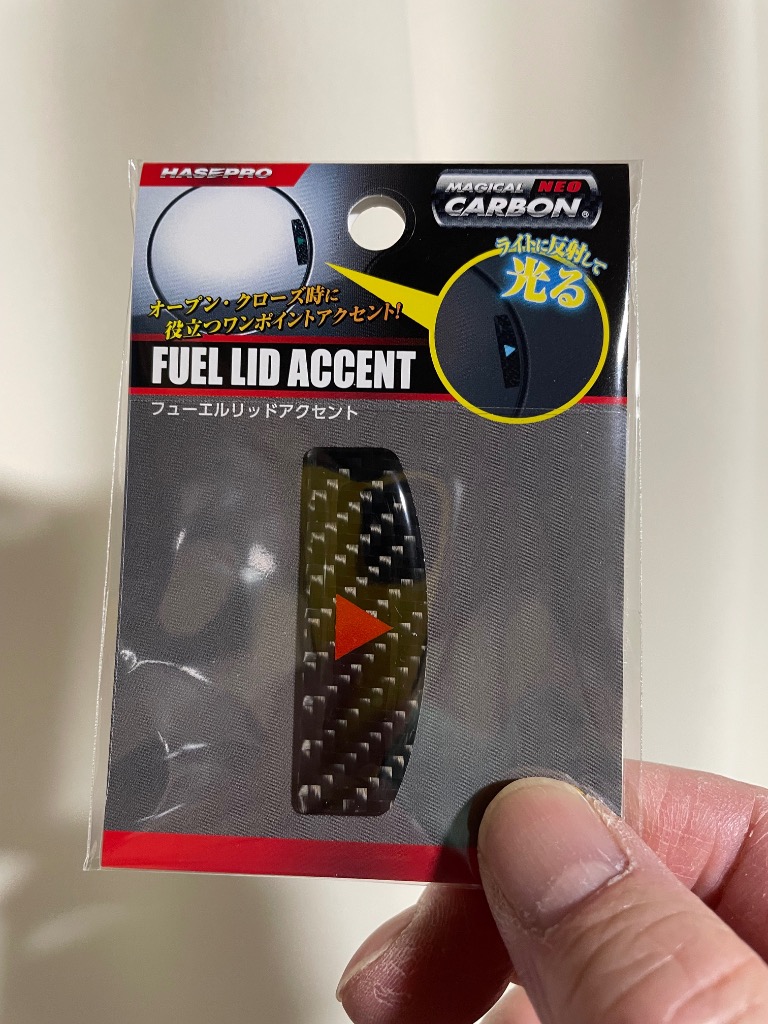 HASEPRO
MAGICAL NEO
CARBON®
ライトに反射して
光る
オープン・クローズ時に
役立つワンポイントアクセント!
FUEL LID ACCENT
フューエルリッドアクセント